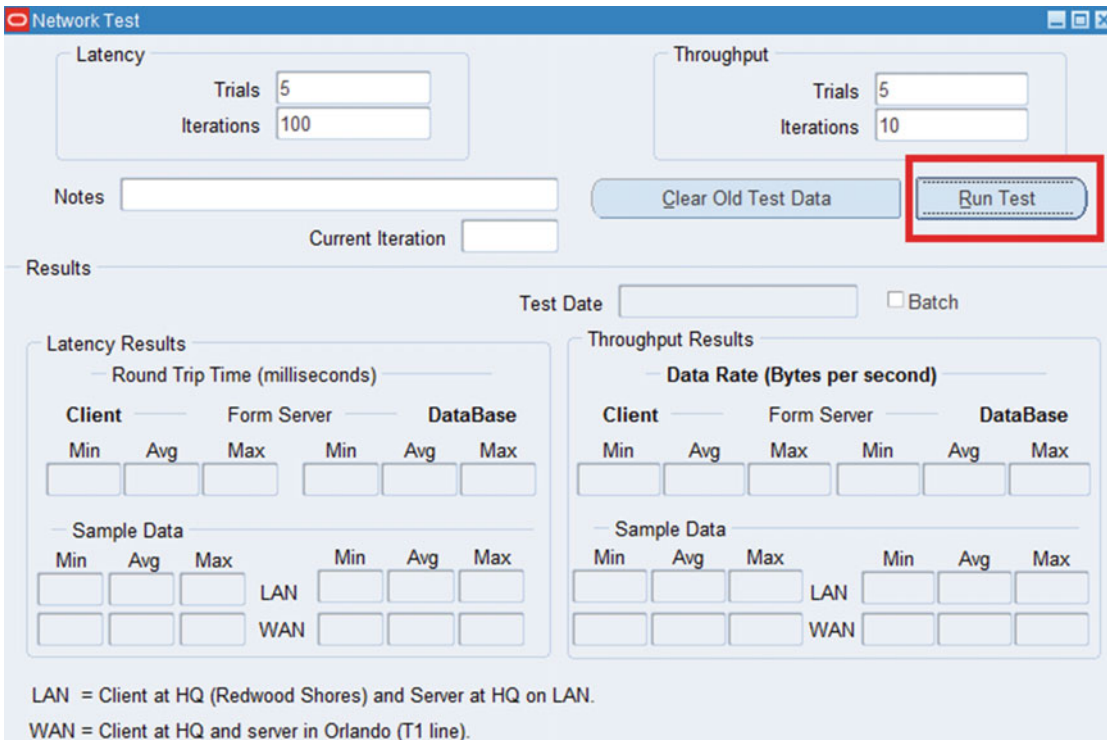 Network Test
Latency
Trials 5
Iterations 100
Throughput
Trials 5
Iterations 10
Notes
Clear Old Test Data
Run Test
Current Iteration
Results
Test Date
Batch
Latency Results
Round Trip Time (milliseconds)
Client Form Server DataBase
Min Avg Max Min Avg Max
Sample Data
Min Avg Max Min Avg Max
LAN
WAN
Throughput Results
Data Rate (Bytes per second)
Client Form Server DataBase
Min Avg Max Min Avg Max
Sample Data
Min Avg Max Min Avg Max
LAN
WAN
LAN = Client at HQ (Redwood Shores) and Server at HQ on LAN.
WAN = Client at HQ and server in Orlando (T1 line).